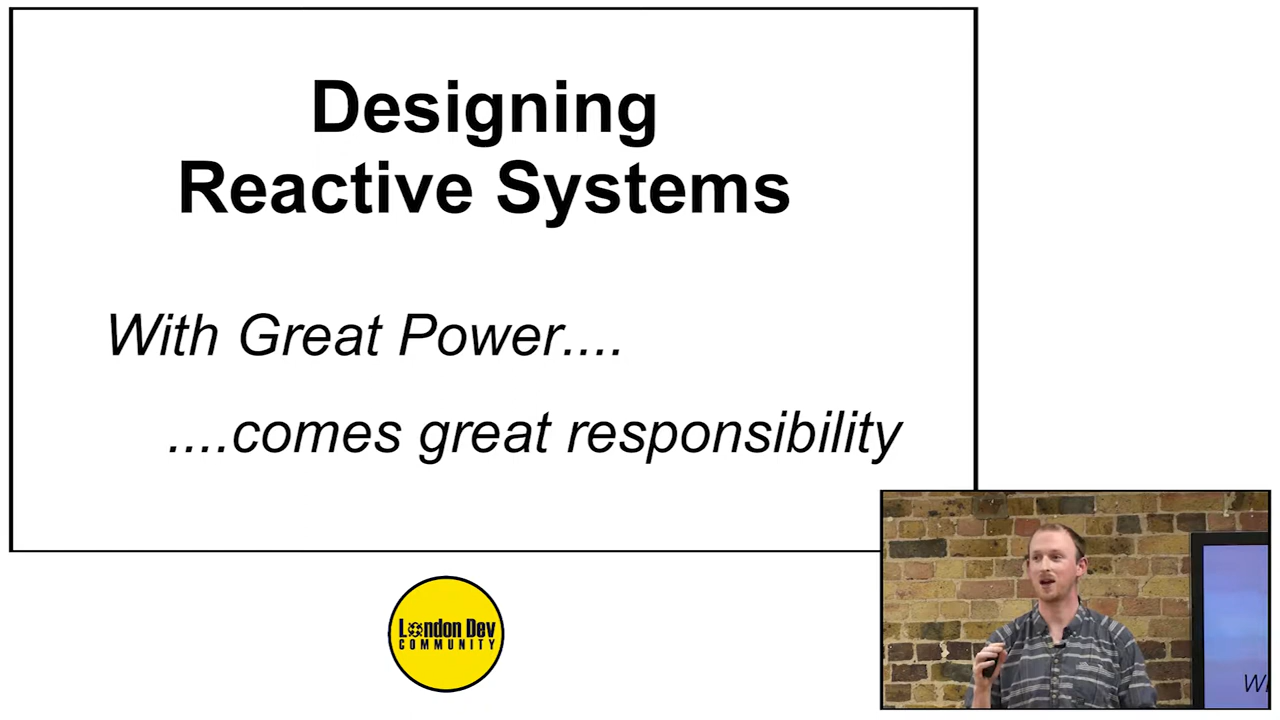 Designing
Reactive Systems
With Great Power....
....comes great responsibility
London Dev
COMMUNITY